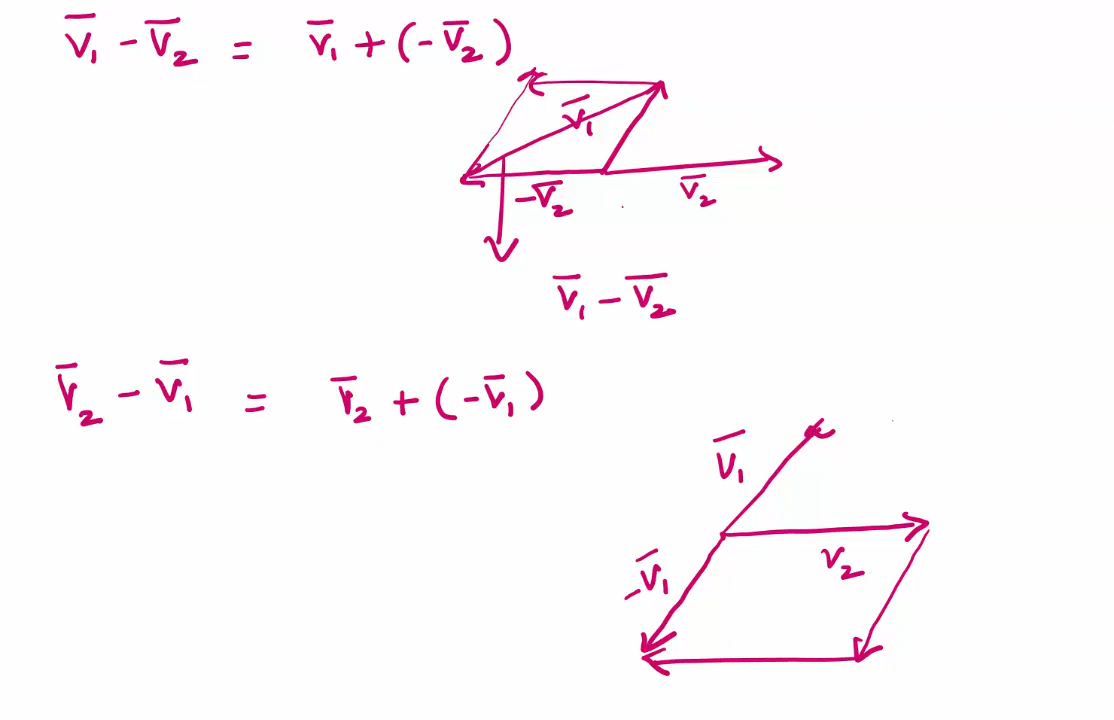 V̅₁ - V̅₂ = V̅₁ + (-V̅₂)
V̅₁
-V̅₂
V̅₂
V̅₁ - V̅₂
V̅₂ - V̅₁ = V̅₂ + (-V̅₁)
V̅₁
V₂
-V̅₁